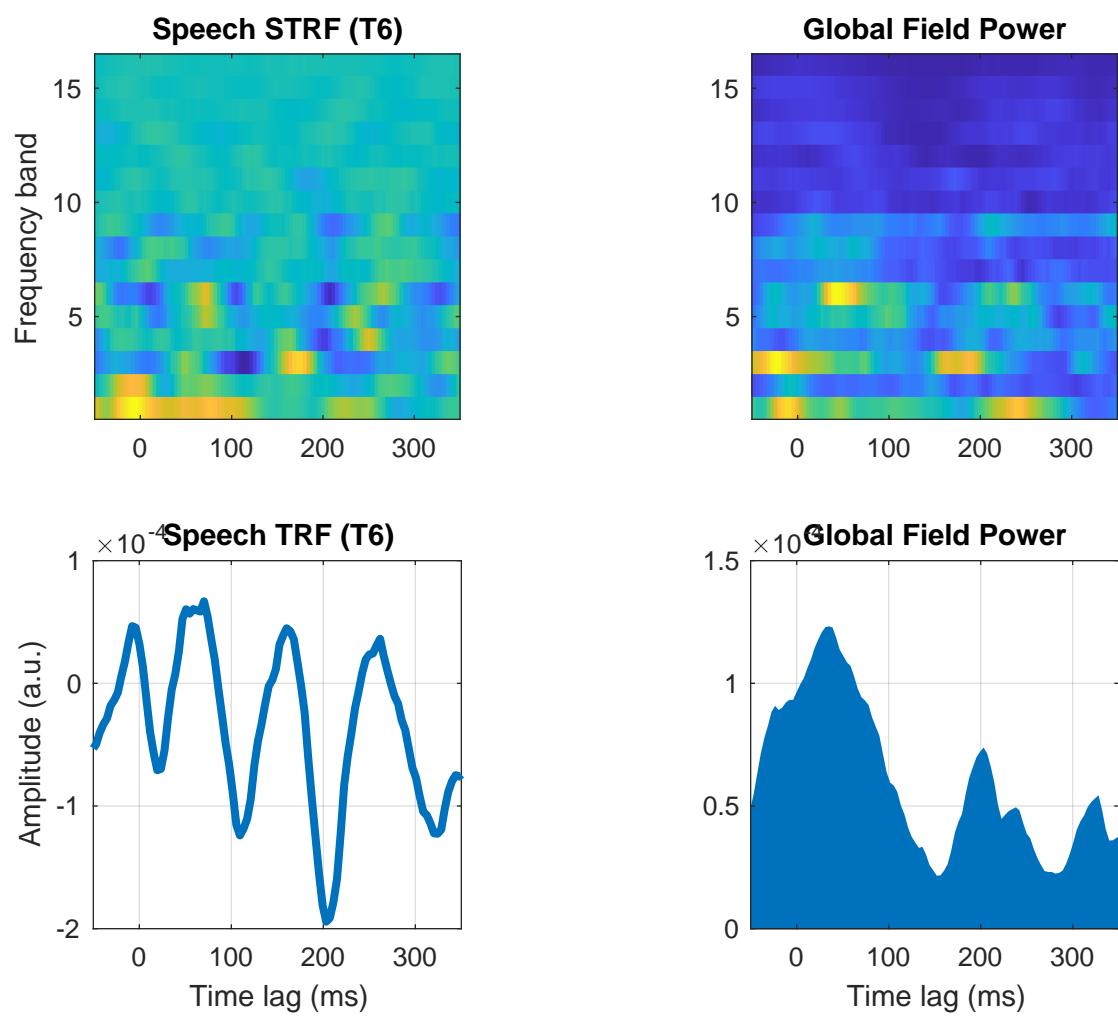 Speech STRF (T6)
Frequency band
15
10
5
0 100 200 300
Global Field Power
15
10
5
0 100 200 300
Speech TRF (T6)
×10-4
Amplitude (a.u.)
1
0
-1
-2
0 100 200 300
Time lag (ms)
Global Field Power
×10-4
1.5
1
0.5
0
0 100 200 300
Time lag (ms)